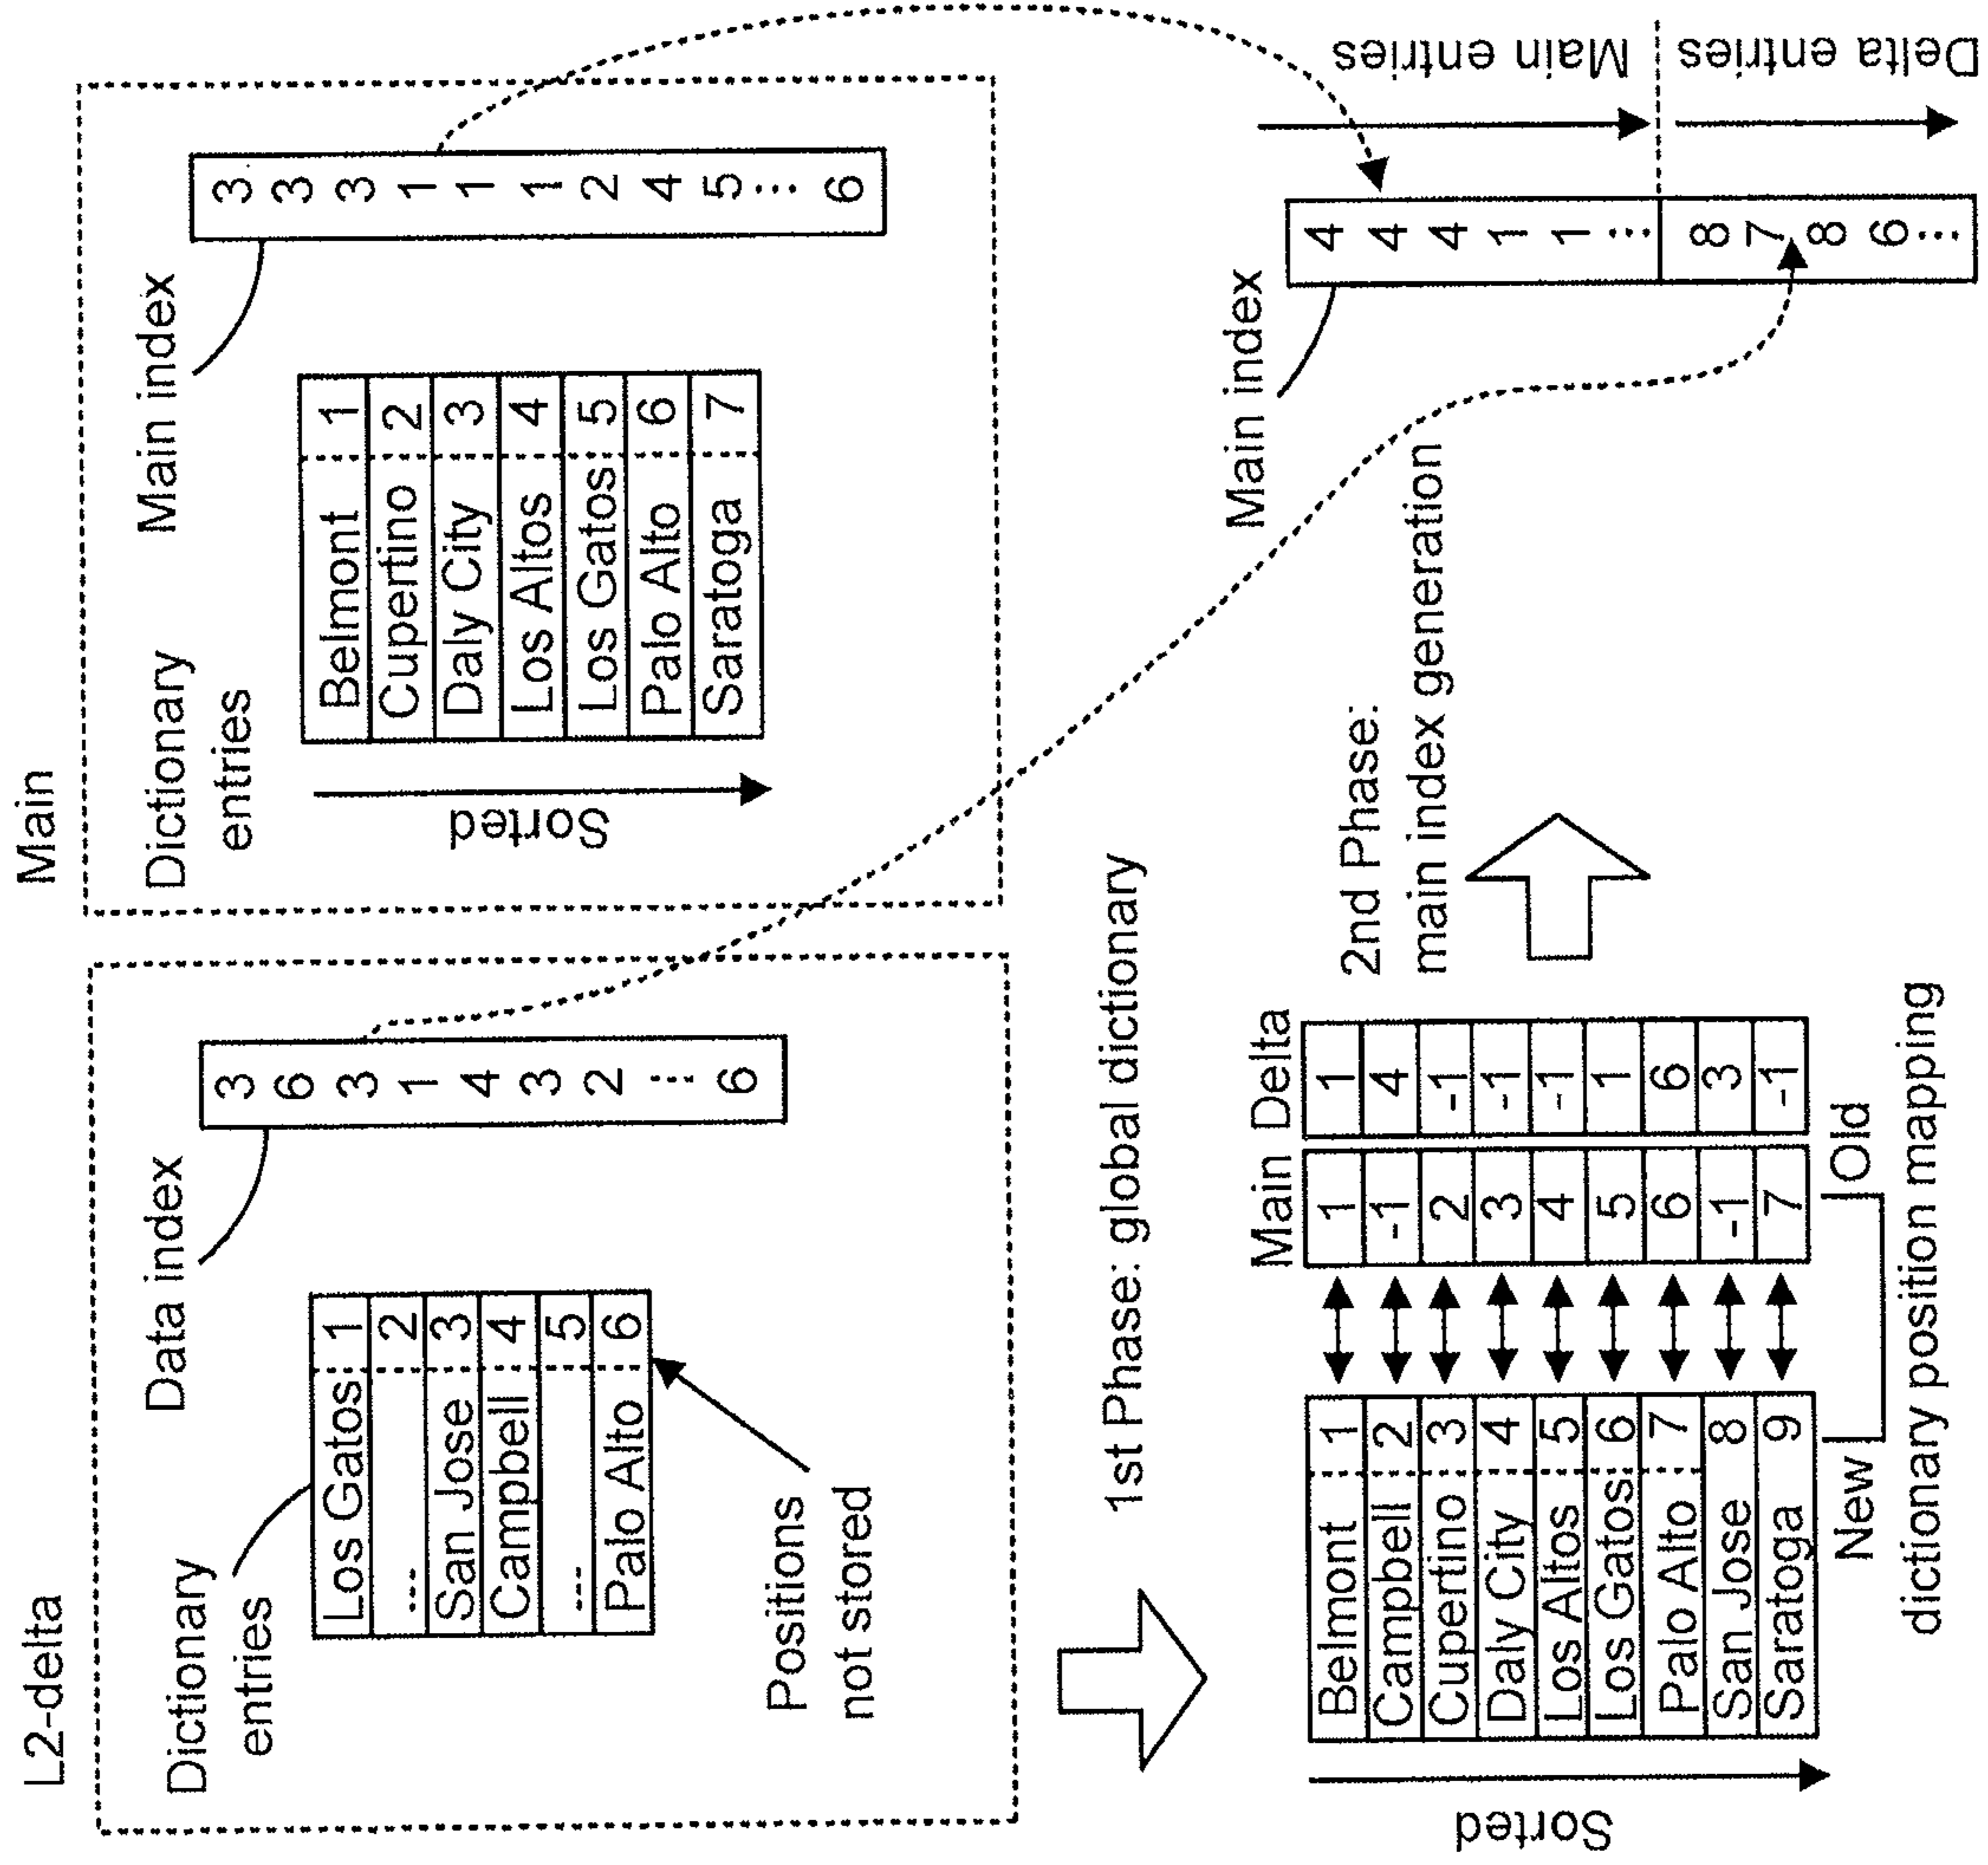 L2-delta
Dictionary
entries
Los Gatos 1
... 2
San Jose 3
Campbell 4
... 5
Palo Alto 6
Positions
not stored
Data index
3
6
3
1
4
3
2
...
6
Main
Dictionary
entries
Sorted
Belmont 1
Cupertino 2
Daly City 3
Los Altos 4
Los Gatos 5
Palo Alto 6
Saratoga 7
Main index
3
3
3
1
1
1
2
4
5
...
6
1st Phase: global dictionary
Sorted
Main Delta
Belmont 1 1 1
Campbell 2 -1 4
Cupertino 3 2 -1
Daly City 4 3 -1
Los Altos 5 4 -1
Los Gatos 6 5 1
Palo Alto 7 6 6
San Jose 8 -1 3
Saratoga 9 7 -1
New Old
dictionary position mapping
2nd Phase:
main index generation
Main index
4
4
4
1
1
...
8
7
8
6
...
Main entries
Delta entries